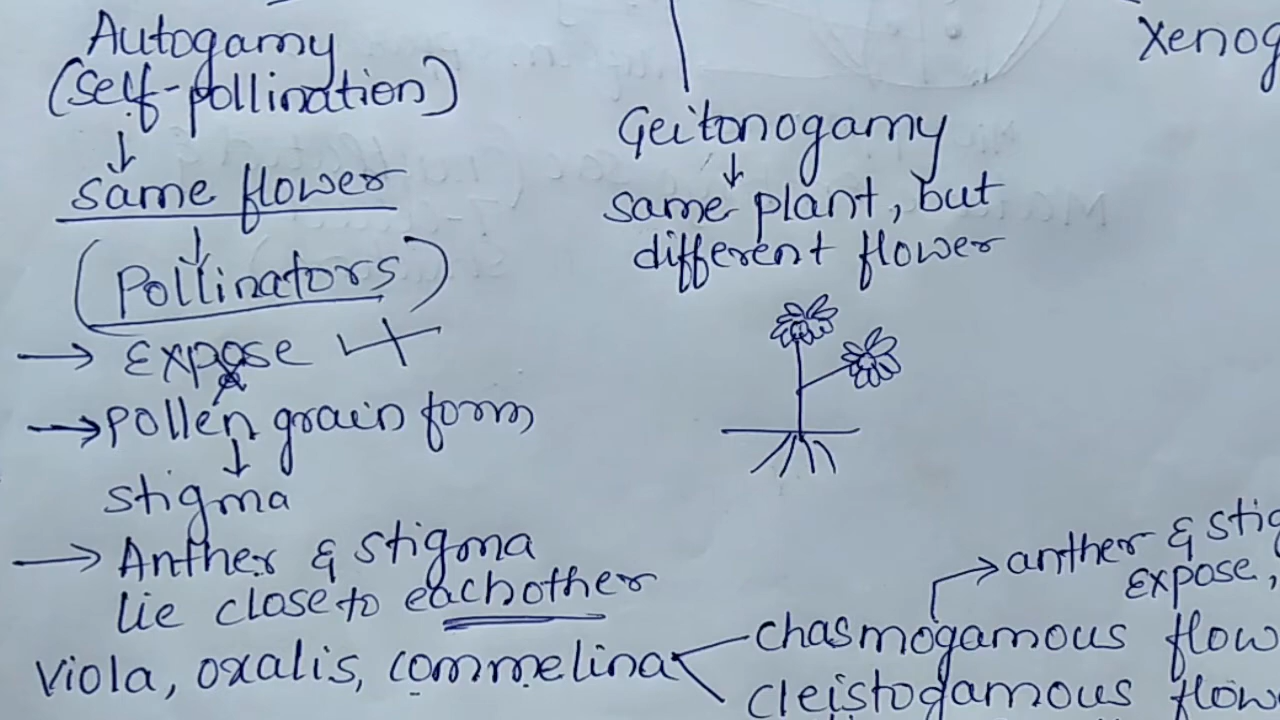 Autogamy
(self-pollination)
same flower
(Pollinators)
→ Expose
→ Pollen grain form
stigma
→ Anther & stigma
lie close to eachother
Viola, oxalis, commelina
Geitonogamy
same plant, but
different flower
Xenog
→ anther & stig
Expose,
chasmogamous flow
cleistogamous flow